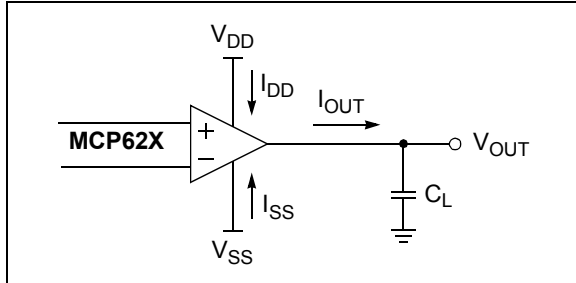 V_DD
I_DD
I_OUT
MCP62X
+
−
V_OUT
I_SS
C_L
V_SS